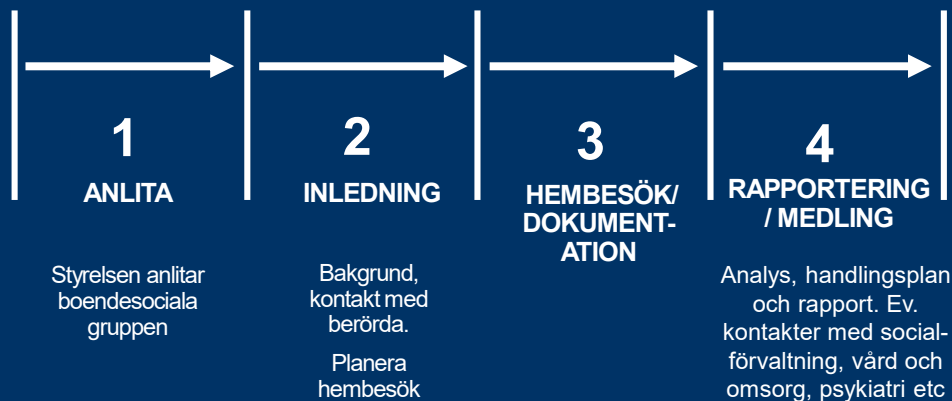 1
ANLITA
Styrelsen anlitar
boendesociala
gruppen
2
INLEDNING
Bakgrund,
kontakt med
berörda.
Planera
hembesök
3
HEMBESÖK/
DOKUMENT-
ATION
4
RAPPORTERING
/ MEDLING
Analys, handlingsplan
och rapport. Ev.
kontakter med social-
förvaltning, vård och
omsorg, psykiatri etc